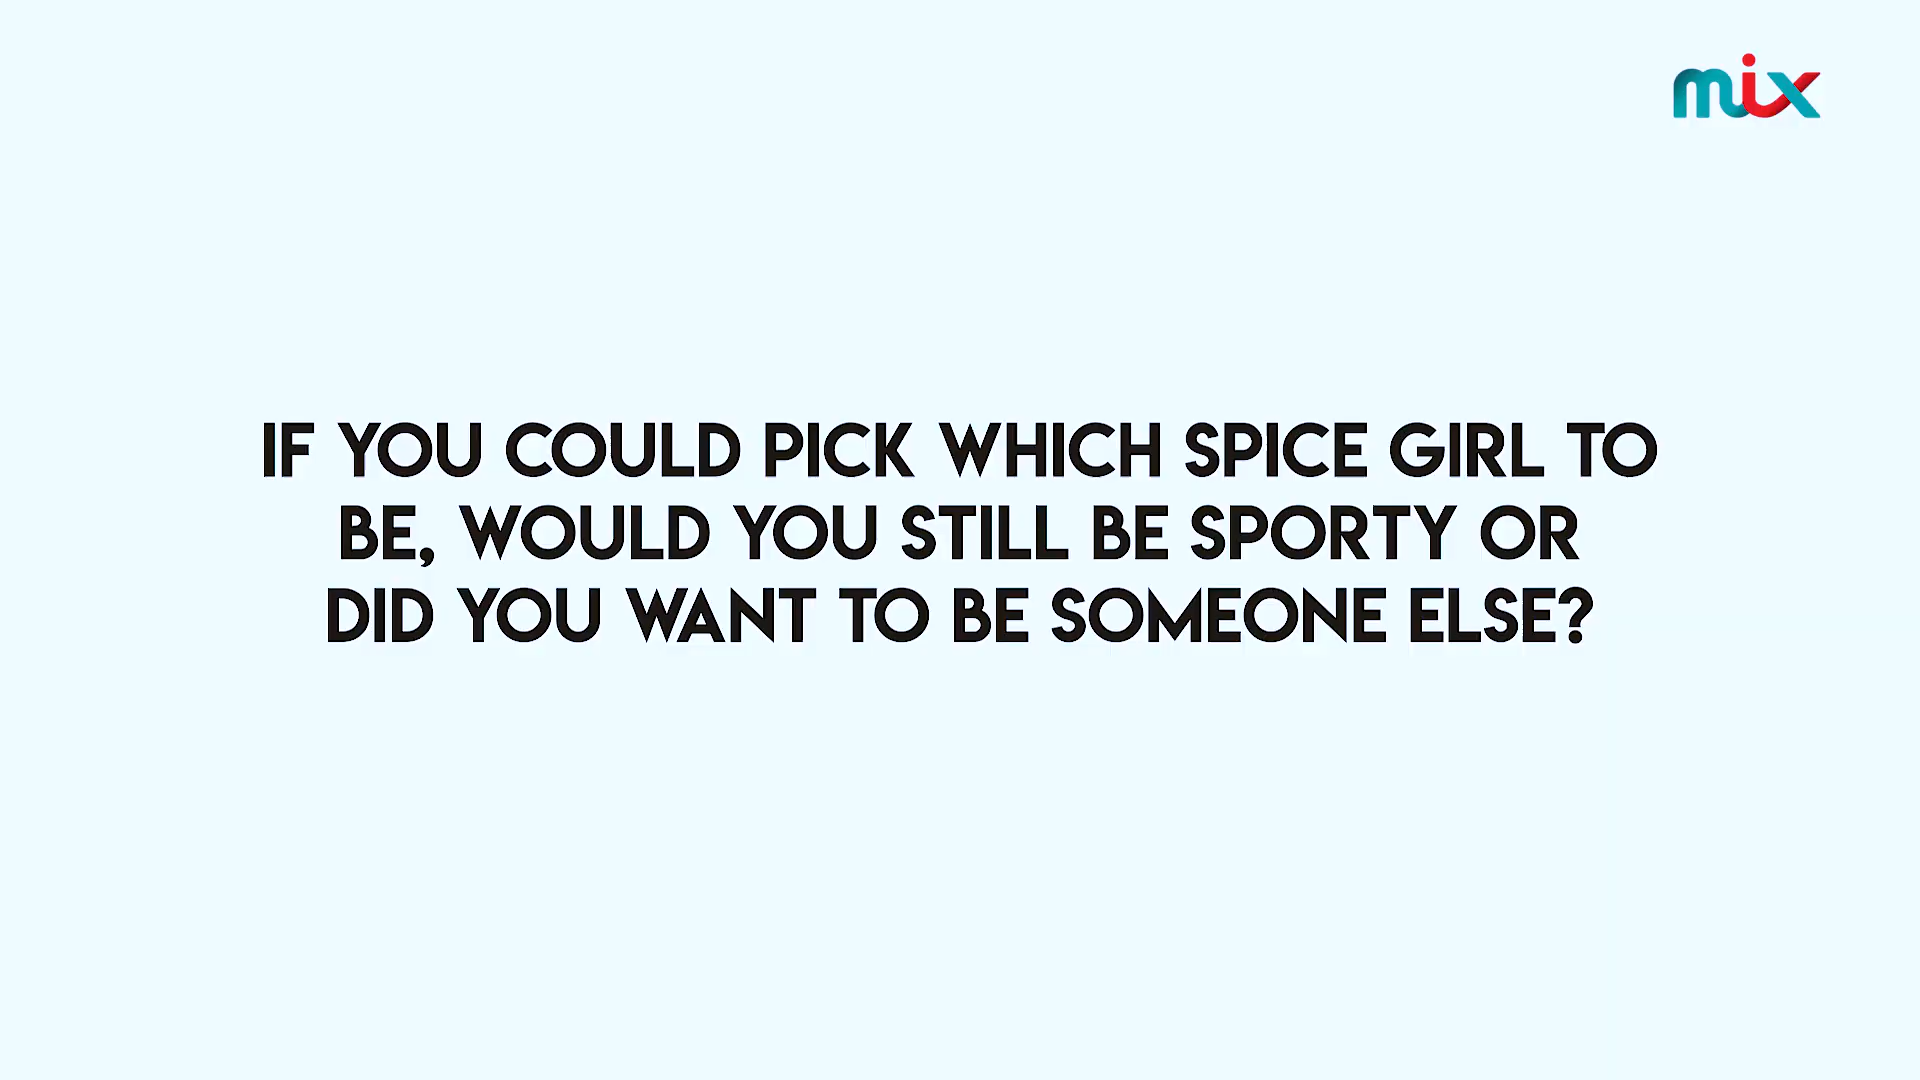 mix
IF YOU COULD PICK WHICH SPICE GIRL TO
BE, WOULD YOU STILL BE SPORTY OR
DID YOU WANT TO BE SOMEONE ELSE?